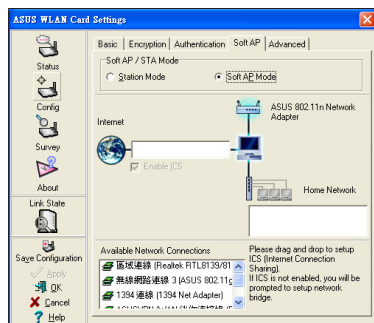 ASUS WLAN Card Settings
Status
Config
Survey
About
Link State
Save Configuration
Apply
OK
Cancel
Help
Basic
Encryption
Authentication
Soft AP
Advanced
Soft AP / STA Mode
Station Mode
Soft AP Mode
Internet
Enable ICS
ASUS 802.11n Network
Adapter
Home Network
Available Network Connections
區域連線 (Realtek RTL8139/81
無線網路連線 3 (ASUS 802.11g
1394 連線 (1394 Net Adapter)
Please drag and drop to setup
ICS (Internet Connection
Sharing).
If ICS is not enabled, you will be
prompted to setup network
bridge.